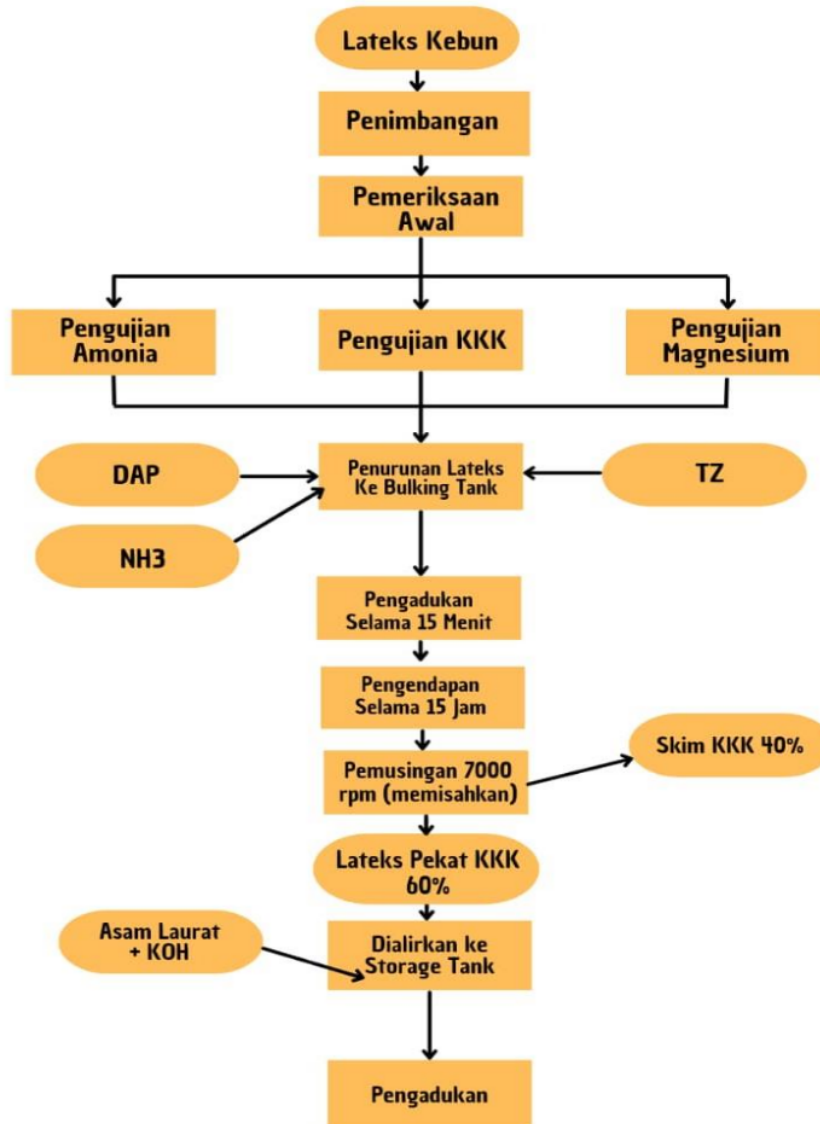 Lateks Kebun
Penimbangan
Pemeriksaan
Awal
Pengujian
Amonia
Pengujian KKK
Pengujian
Magnesium
DAP
Penurunan Lateks
Ke Bulking Tank
TZ
NH3
Pengadukan
Selama 15 Menit
Pengendapan
Selama 15 Jam
Skim KKK 40%
Pemusingan 7000
rpm (memisahkan)
Lateks Pekat KKK
60%
Asam Laurat
+ KOH
Dialirkan ke
Storage Tank
Pengadukan